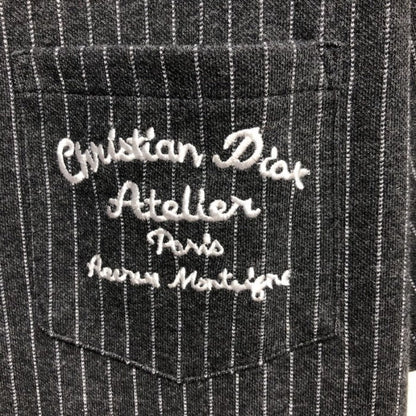 Christian Dior
Atelier
Paris
Avenue Montaigne